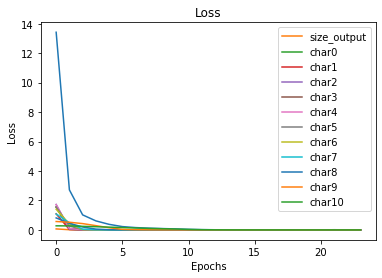 Loss
14
12
10
8
6
4
2
0
Loss
0
5
10
15
20
Epochs
size_output
char0
char1
char2
char3
char4
char5
char6
char7
char8
char9
char10